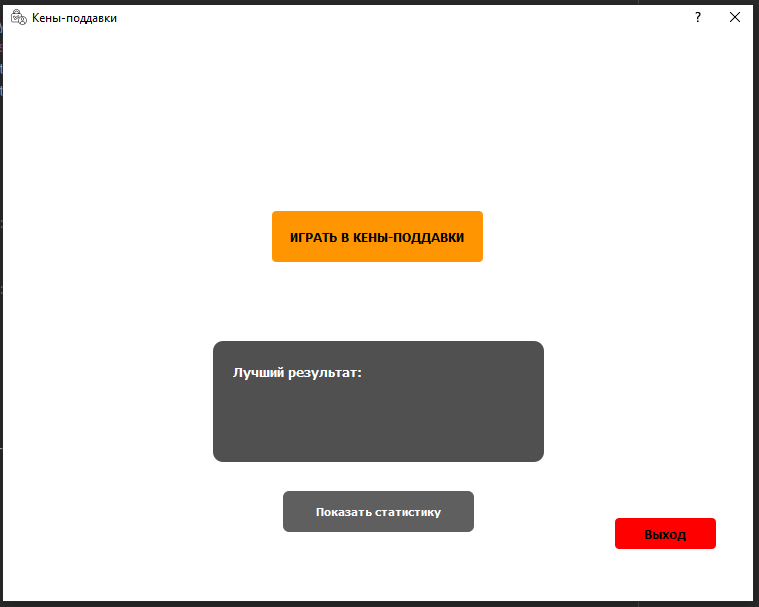 Кены-поддавки
?
ИГРАТЬ В КЕНЫ-ПОДДАВКИ
Лучший результат:
Показать статистику
Выход